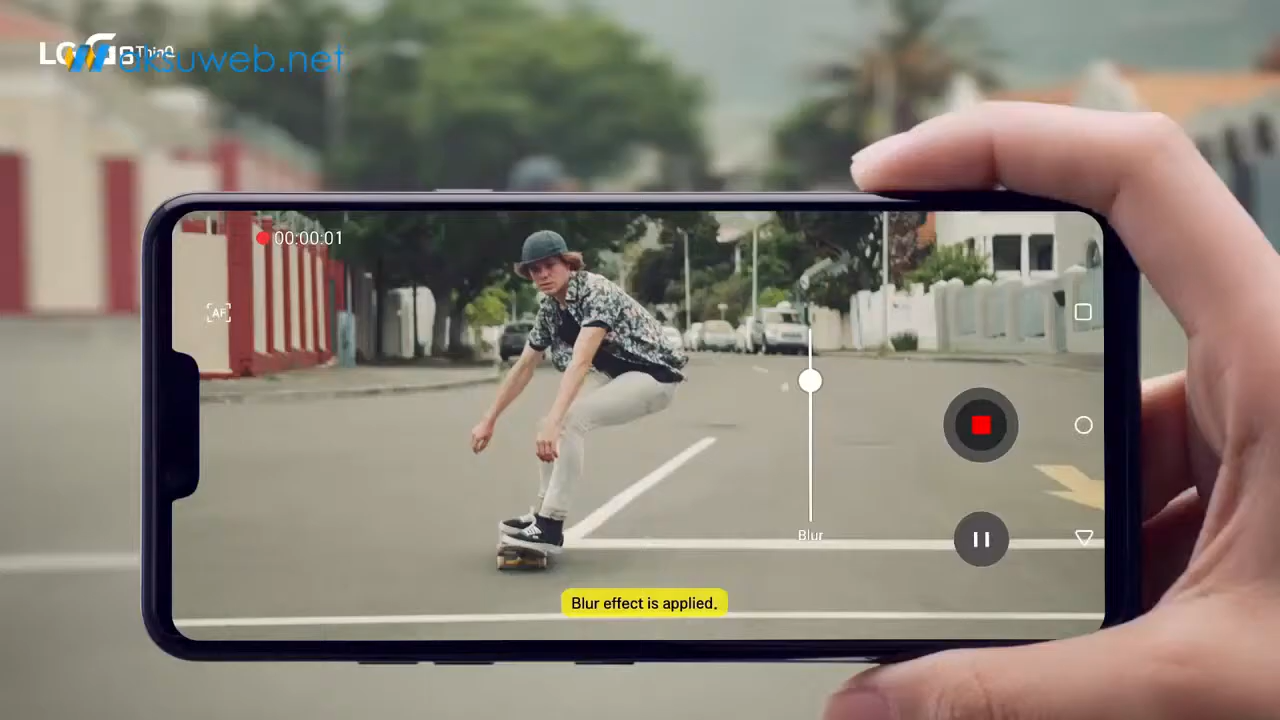 aksuweb.net
00:00:01
AF
Blur
Blur effect is applied.